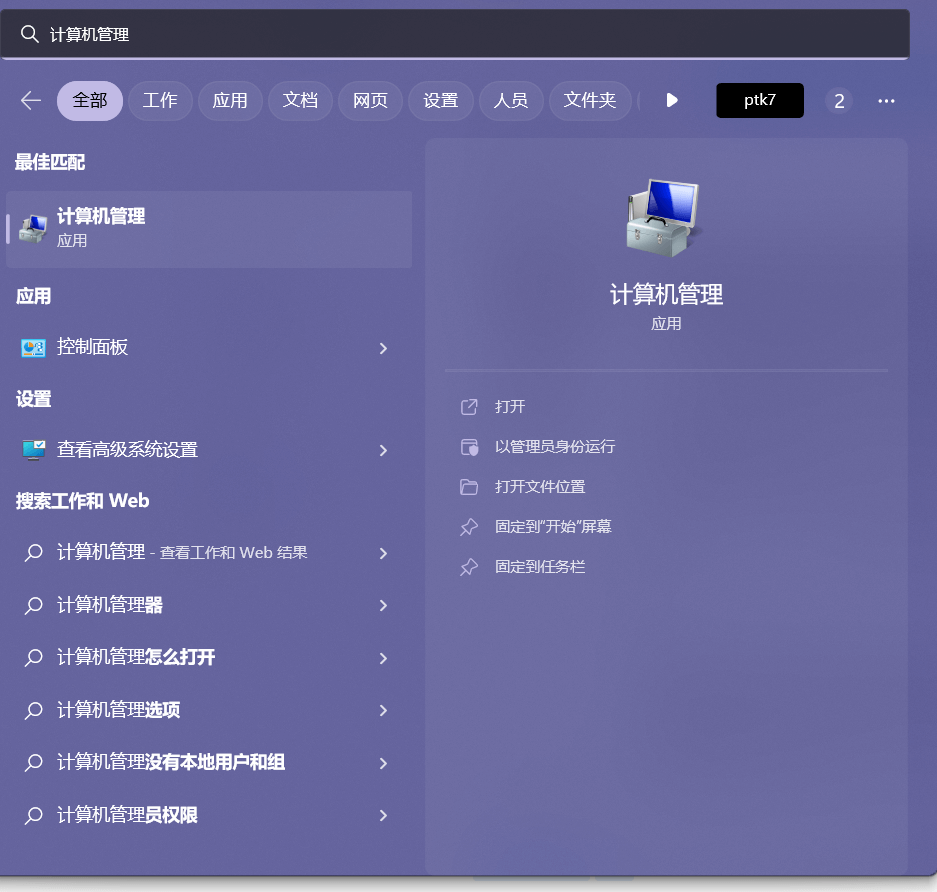 计算机管理
全部 工作 应用 文档 网页 设置 人员 文件夹 ptk7 2
最佳匹配
计算机管理
应用
应用
控制面板
设置
查看高级系统设置
搜索工作和 Web
计算机管理 - 查看工作和 Web 结果
计算机管理器
计算机管理怎么打开
计算机管理选项
计算机管理没有本地用户和组
计算机管理员权限
计算机管理
应用
打开
以管理员身份运行
打开文件位置
固定到"开始"屏幕
固定到任务栏